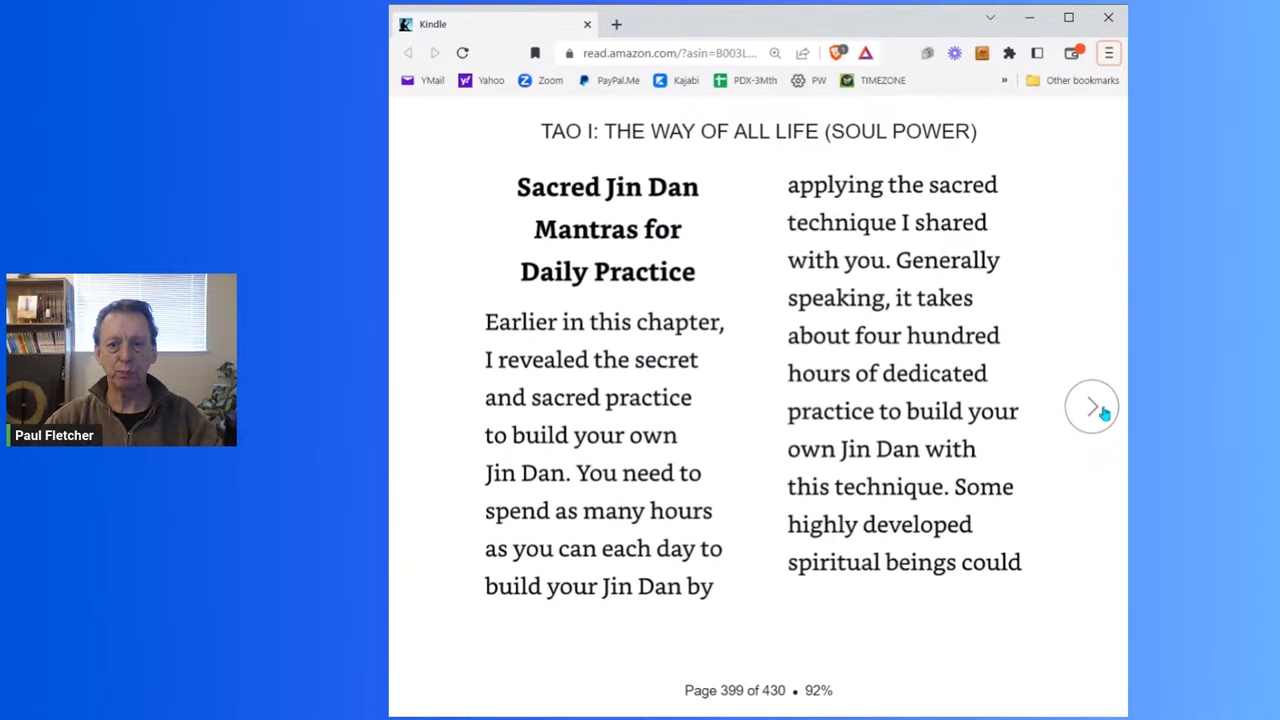 Kindle
read.amazon.com/?asin=B003L...
1
YMail
Yahoo
Zoom
PayPal.Me
Kajabi
PDX-3Mth
PW
TIMEZONE
»
Other bookmarks
TAO I: THE WAY OF ALL LIFE (SOUL POWER)
Sacred Jin Dan
Mantras for
Daily Practice
Earlier in this chapter,
I revealed the secret
and sacred practice
to build your own
Jin Dan. You need to
spend as many hours
as you can each day to
build your Jin Dan by
applying the sacred
technique I shared
with you. Generally
speaking, it takes
about four hundred
hours of dedicated
practice to build your
own Jin Dan with
this technique. Some
highly developed
spiritual beings could
Paul Fletcher
Page 399 of 430 • 92%